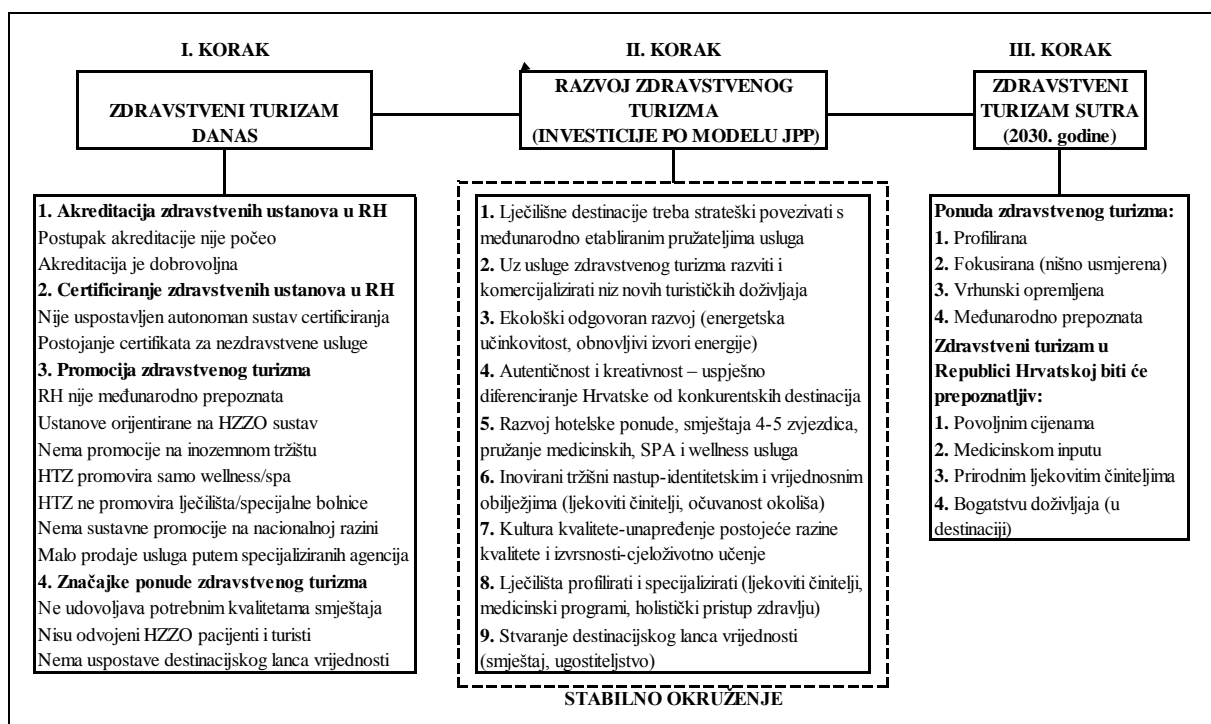 I. KORAK
ZDRAVSTVENI TURIZAM
DANAS
1. Akreditacija zdravstvenih ustanova u RH
Postupak akreditacije nije počeo
Akreditacija je dobrovoljna
2. Certificiranje zdravstvenih ustanova u RH
Nije uspostavljen autonoman sustav certificiranja
Postojanje certifikata za nezdravstvene usluge
3. Promocija zdravstvenog turizma
RH nije međunarodno prepoznata
Ustanove orijentirane na HZZO sustav
Nema promocije na inozemnom tržištu
HTZ promovira samo wellness/spa
HTZ ne promovira lječilišta/specijalne bolnice
Nema sustavne promocije na nacionalnoj razini
Malo prodaje usluga putem specijaliziranih agencija
4. Značajke ponude zdravstvenog turizma
Ne udovoljava potrebnim kvalitetama smještaja
Nisu odvojeni HZZO pacijenti i turisti
Nema uspostave destinacijskog lanca vrijednosti
II. KORAK
RAZVOJ ZDRAVSTVENOG
TURIZMA
(INVESTICIJE PO MODELU JPP)
1. Lječilišne destinacije treba strateški povezivati s
međunarodno etabliranim pružateljima usluga
2. Uz usluge zdravstvenog turizma razviti i
komercijalizirati niz novih turističkih doživljaja
3. Ekološki odgovoran razvoj (energetska
učinkovitost, obnovljivi izvori energije)
4. Autentičnost i kreativnost – uspješno
diferenciranje Hrvatske od konkurentskih destinacija
5. Razvoj hotelske ponude, smještaja 4-5 zvjezdica,
pružanje medicinskih, SPA i wellness usluga
6. Inovirani tržišni nastup-identitetskim i vrijednosnim
obilježjima (ljekoviti činitelji, očuvanost okoliša)
7. Kultura kvalitete-unapređenje postojeće razine
kvalitete i izvrsnosti-cjeloživotno učenje
8. Lječilišta profilirati i specijalizirati (ljekoviti činitelji,
medicinski programi, holistički pristup zdravlju)
9. Stvaranje destinacijskog lanca vrijednosti
(smještaj, ugostiteljstvo)
STABILNO OKRUŽENJE
III. KORAK
ZDRAVSTVENI
TURIZAM SUTRA
(2030. godine)
Ponuda zdravstvenog turizma:
1. Profilirana
2. Fokusirana (nišno usmjerena)
3. Vrhunski opremljena
4. Međunarodno prepoznata
Zdravstveni turizam u
Republici Hrvatskoj biti će
prepoznatljiv:
1. Povoljnim cijenama
2. Medicinskom inputu
3. Prirodnim ljekovitim činiteljima
4. Bogatstvu doživljaja (u
destinaciji)